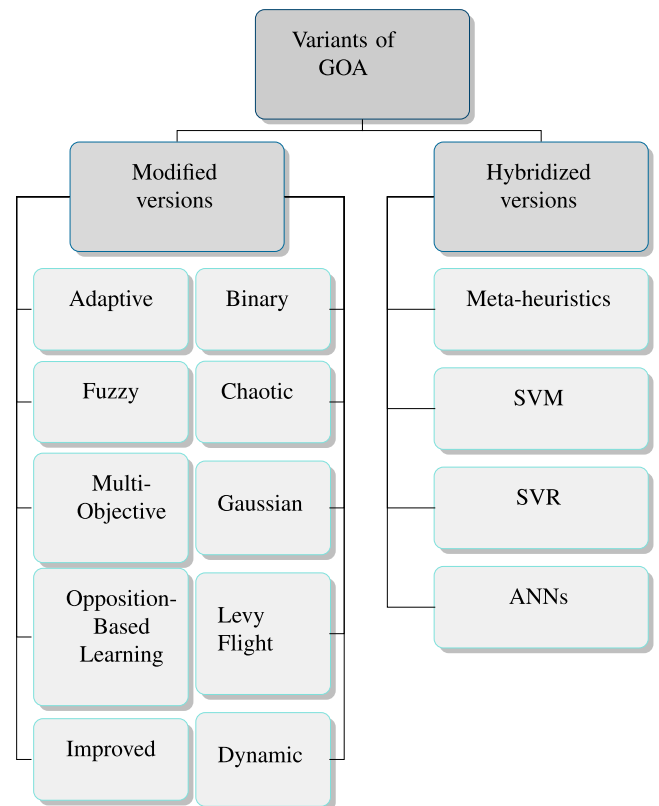 Variants of
GOA
Modified
versions
Hybridized
versions
Adaptive
Binary
Meta-heuristics
Fuzzy
Chaotic
SVM
Multi-
Objective
Gaussian
SVR
Opposition-
Based
Learning
Levy
Flight
ANNs
Improved
Dynamic